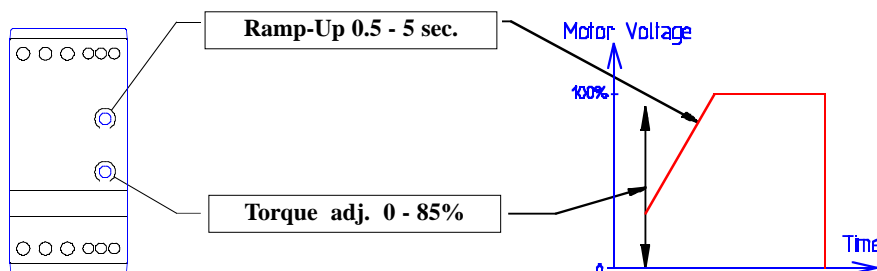 Ramp-Up 0.5 - 5 sec.
Motor Voltage
100%
Torque adj. 0 - 85%
Time
0